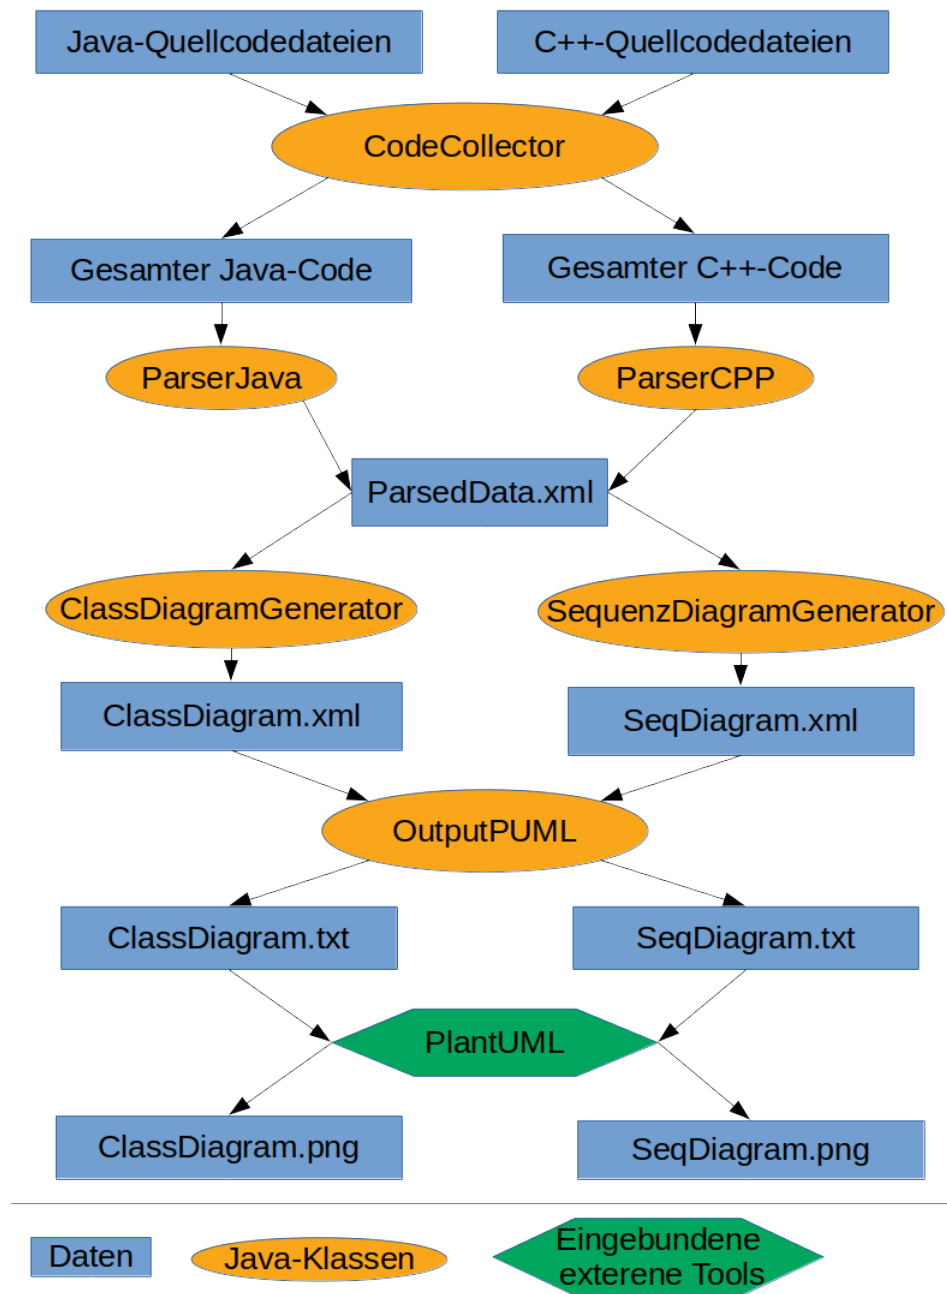 Java-Quellcodedateien
C++-Quellcodedateien
CodeCollector
Gesamter Java-Code
Gesamter C++-Code
ParserJava
ParserCPP
ParsedData.xml
ClassDiagramGenerator
SequenzDiagramGenerator
ClassDiagram.xml
SeqDiagram.xml
OutputPUML
ClassDiagram.txt
SeqDiagram.txt
PlantUML
ClassDiagram.png
SeqDiagram.png
Daten
Java-Klassen
Eingebundene
exterene Tools